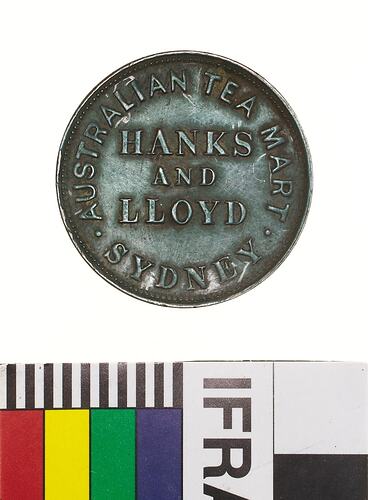 AUSTRALIAN TEA MART
HANKS
AND
LLOYD
· SYDNEY ·
IFRA